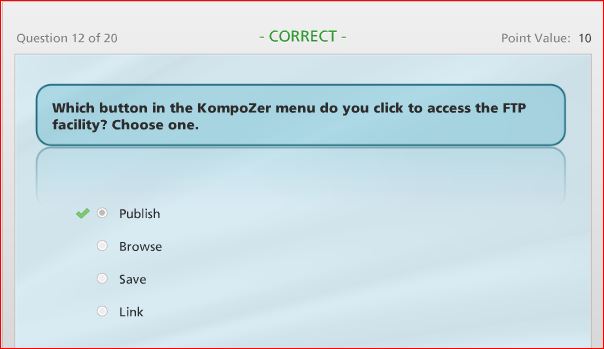 Question 12 of 20
- CORRECT -
Point Value: 10
Which button in the KompoZer menu do you click to access the FTP
facility? Choose one.
Publish
Browse
Save
Link